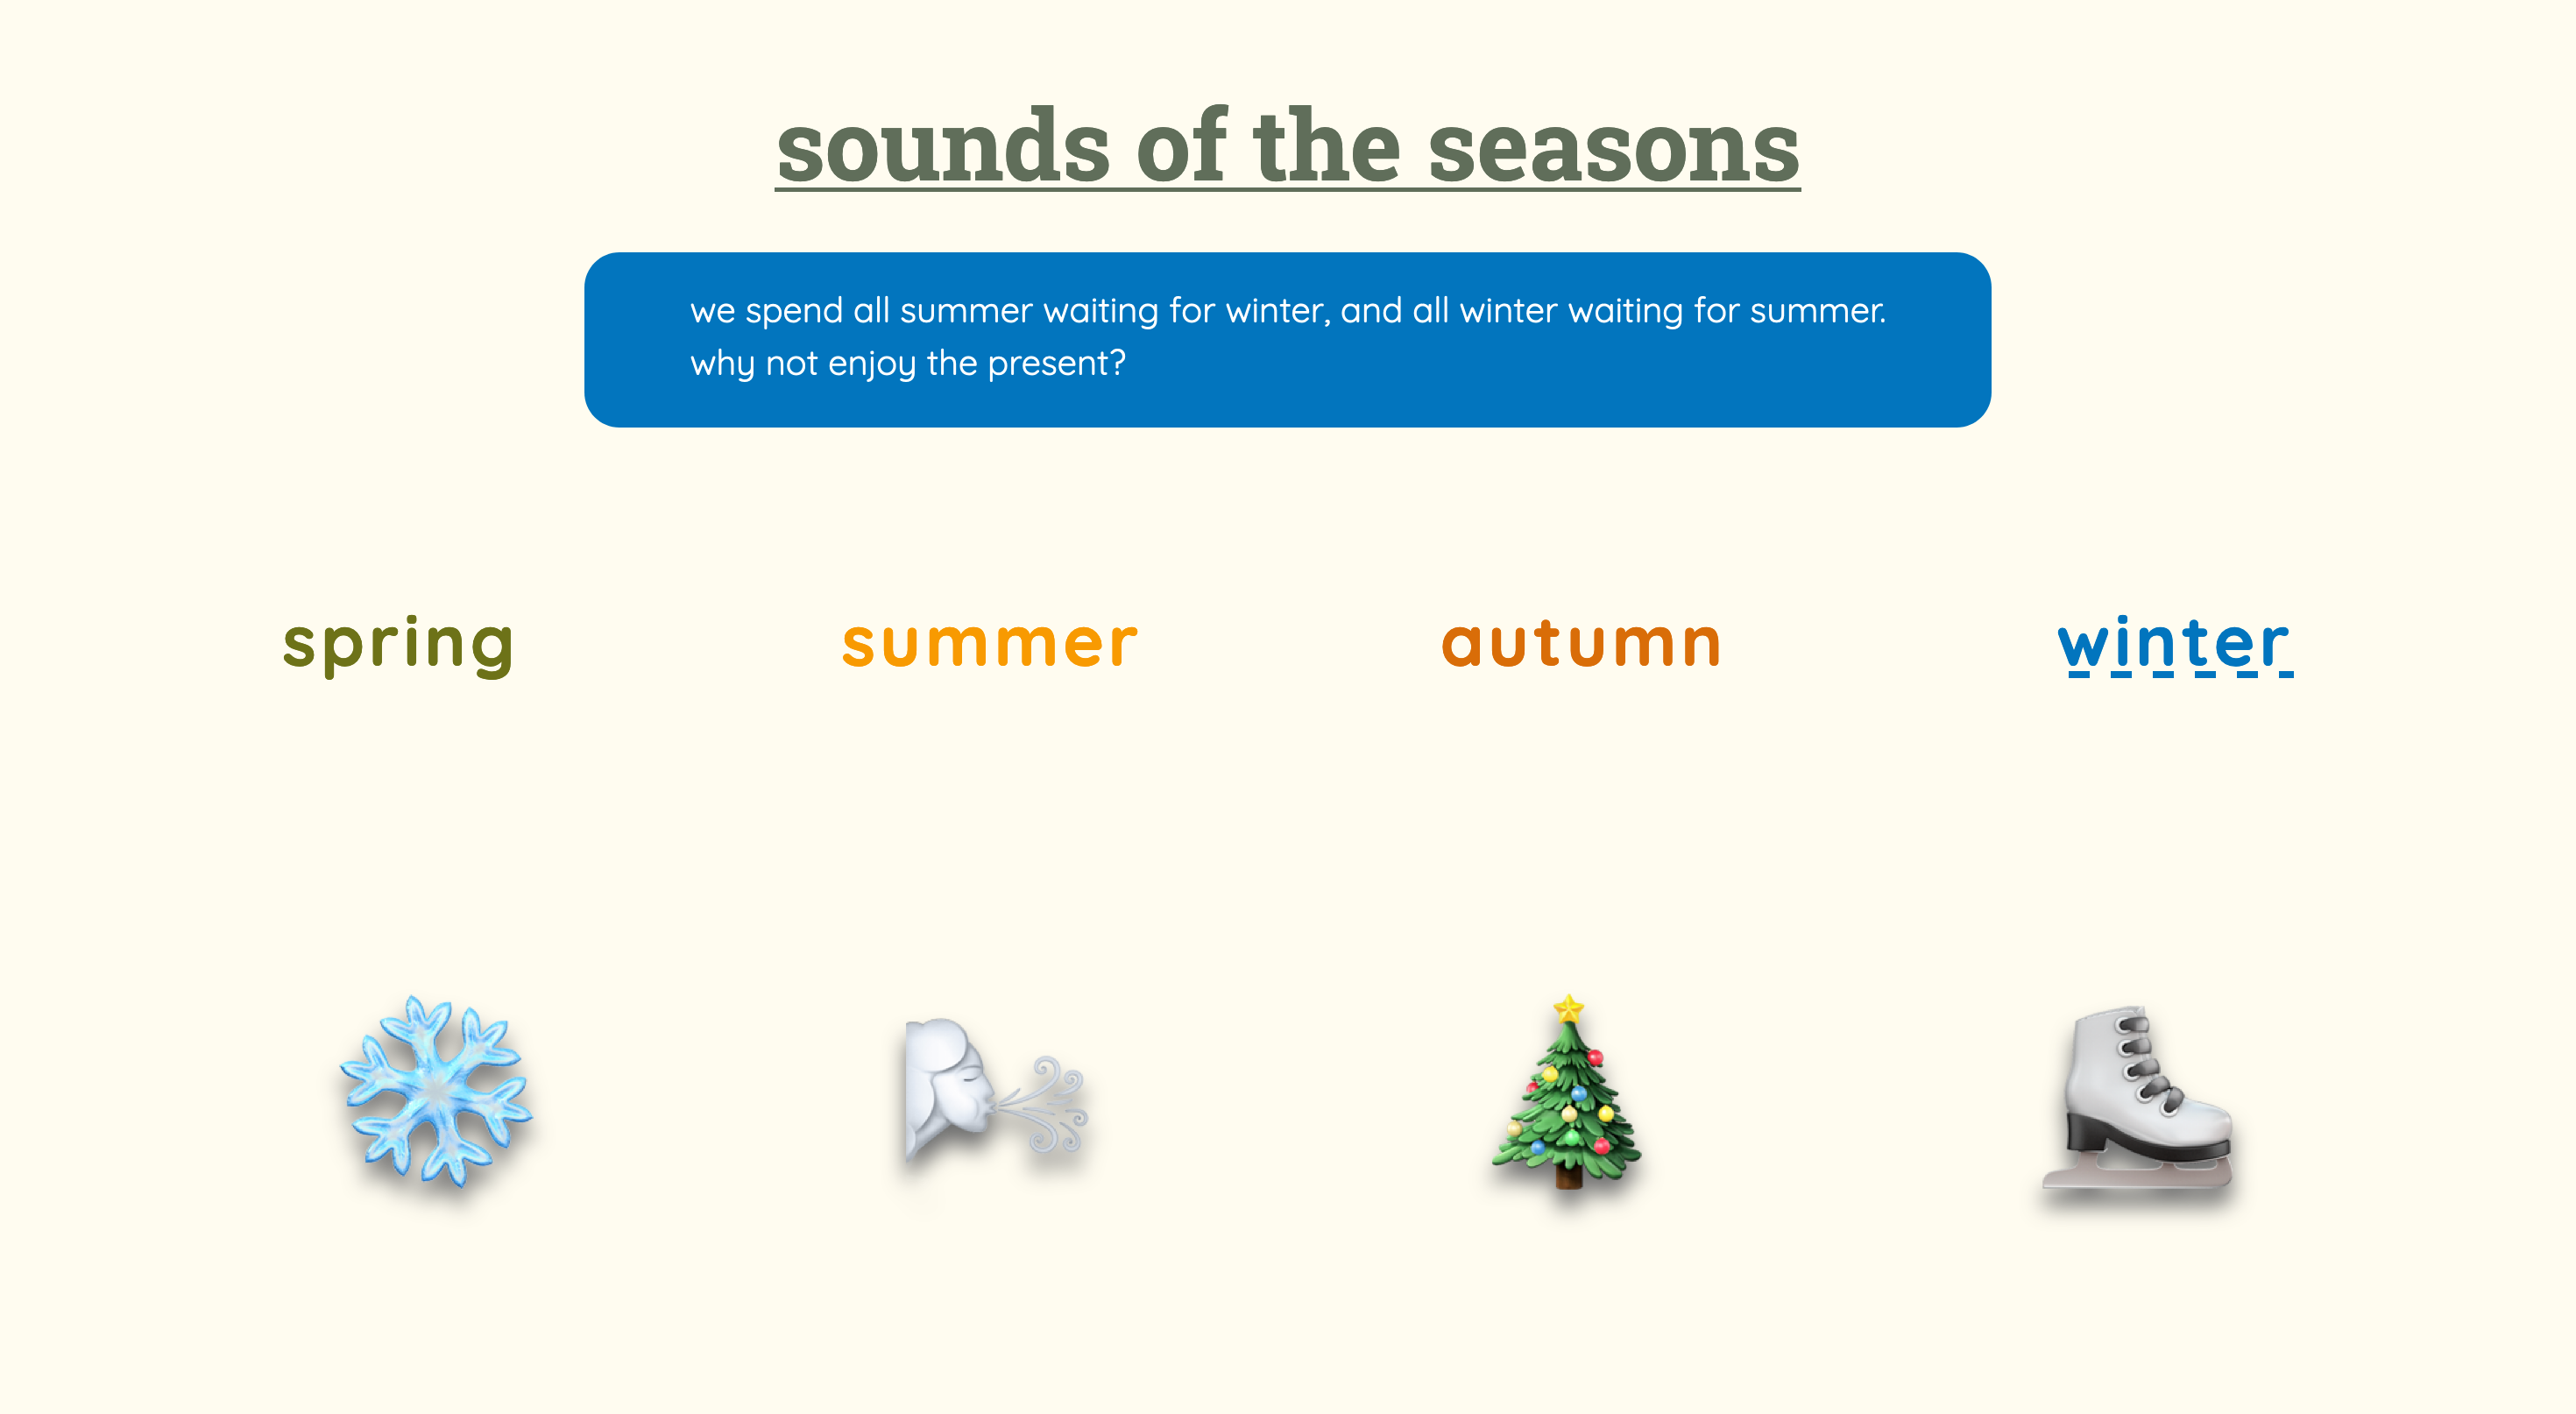 sounds of the seasons
we spend all summer waiting for winter, and all winter waiting for summer.
why not enjoy the present?
spring summer autumn winter